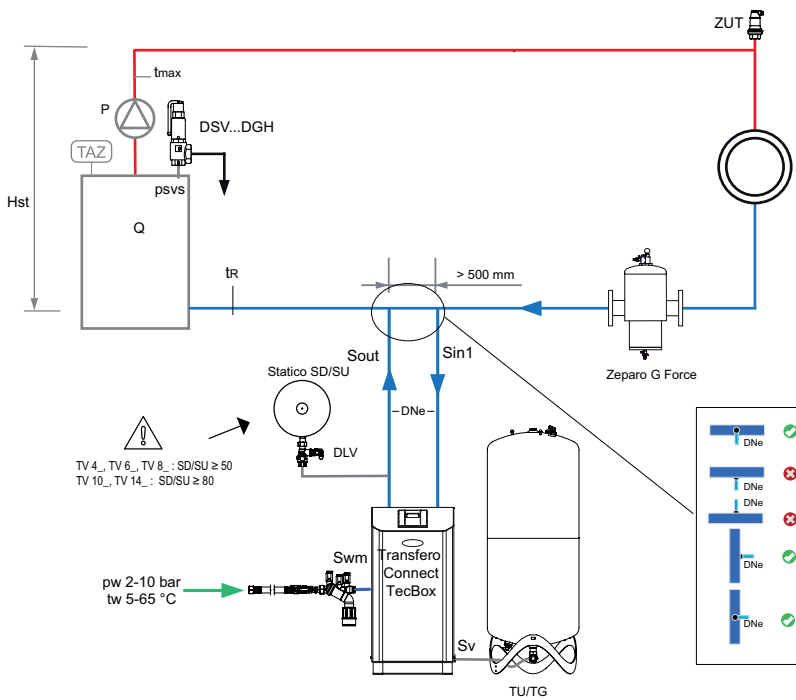 ZUT
tmax
P
DSV...DGH
TAZ
psvs
Hst
Q
> 500 mm
tR
Sout
Sin1
Zeparo G Force
Statico SD/SU
DNe
DLV
TV 4_, TV 6_, TV 8_ : SD/SU ≥ 50
TV 10_, TV 14_ : SD/SU ≥ 80
DNe
DNe
DNe
DNe
DNe
Swm
Transfero
Connect
TecBox
pw 2-10 bar
tw 5-65 °C
Sv
TU/TG